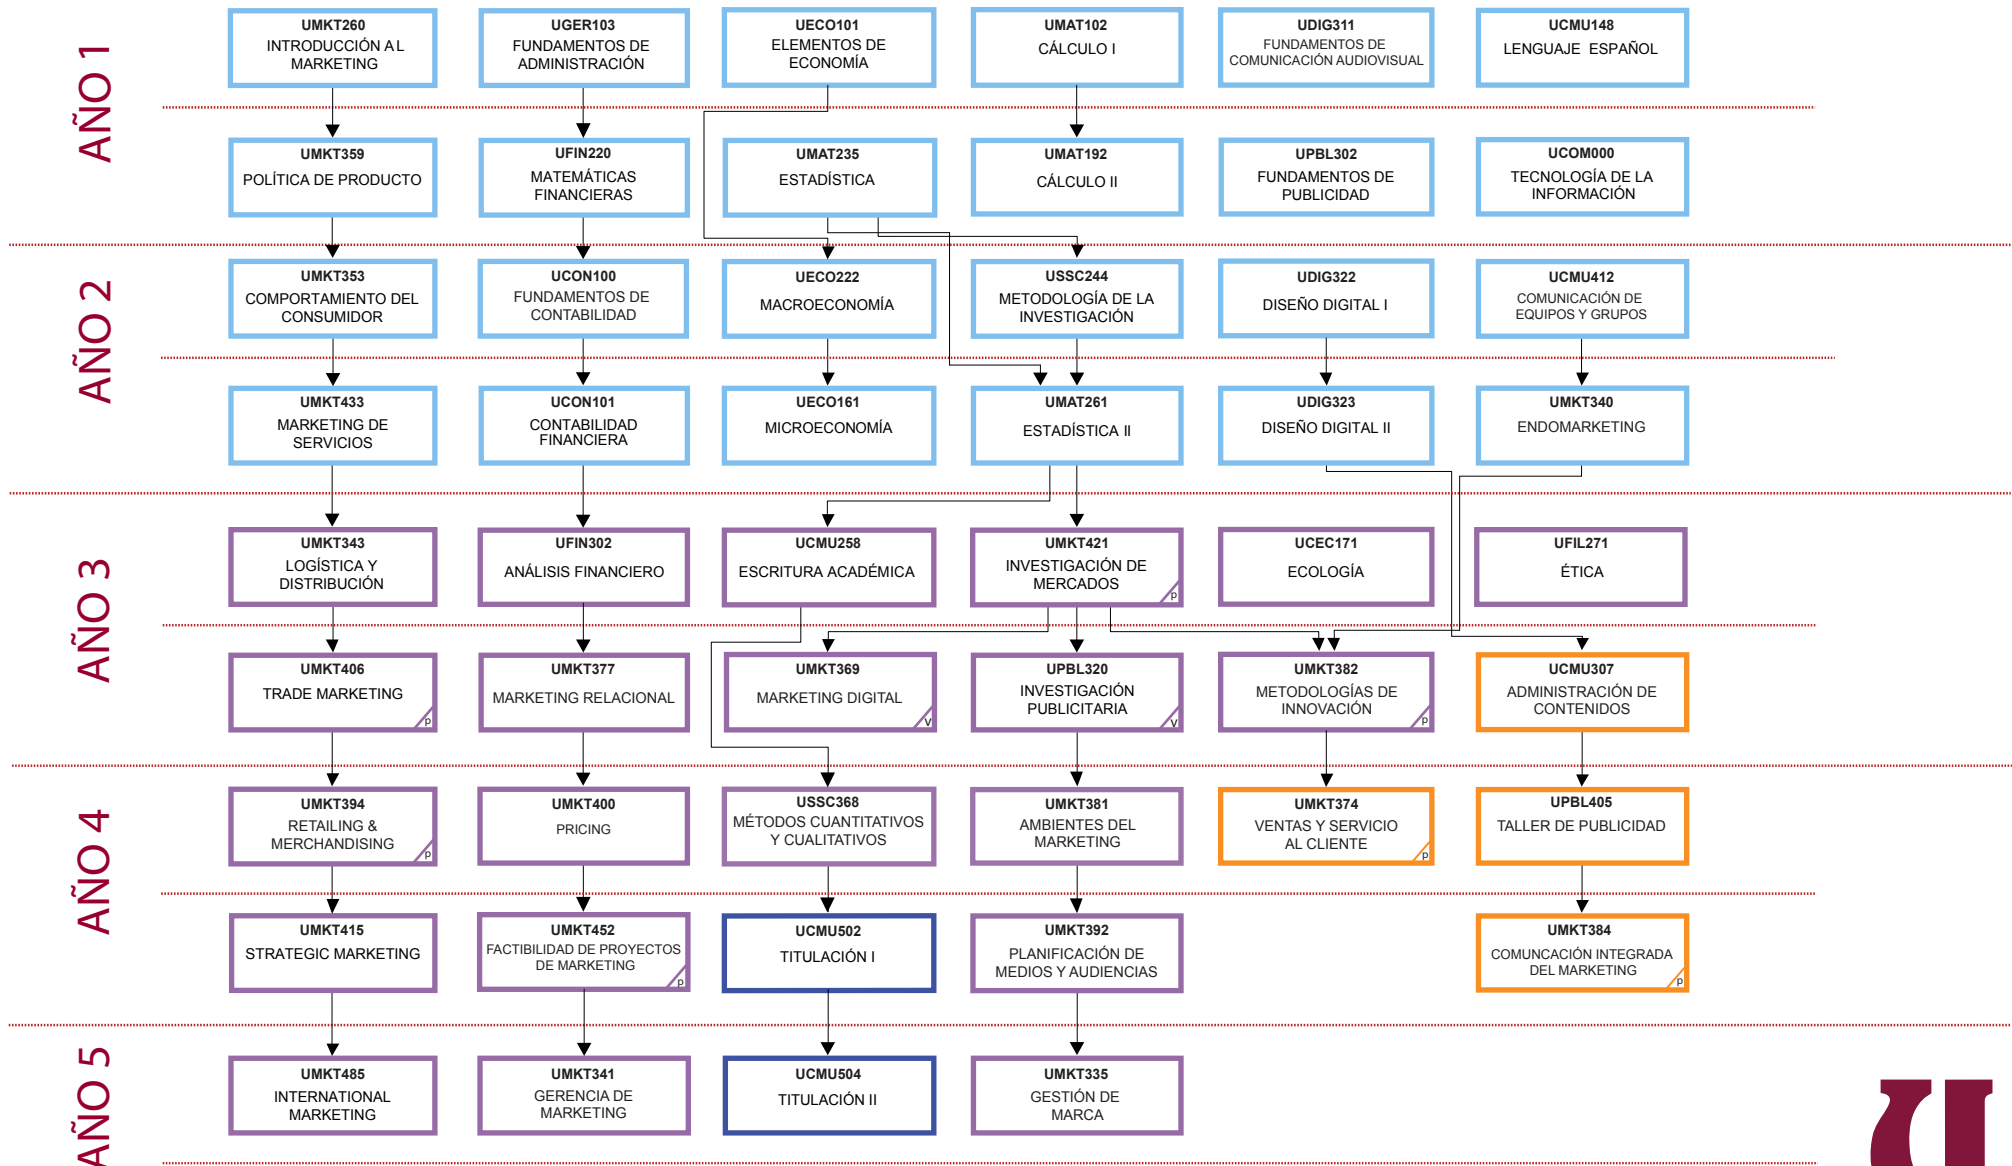 AÑO 1
UMKT260
INTRODUCCIÓN AL
MARKETING
UGER103
FUNDAMENTOS DE
ADMINISTRACIÓN
UECO101
ELEMENTOS DE
ECONOMÍA
UMAT102
CÁLCULO I
UDIG311
FUNDAMENTOS DE
COMUNICACIÓN AUDIOVISUAL
UCMU148
LENGUAJE ESPAÑOL
UMKT359
POLÍTICA DE PRODUCTO
UFIN220
MATEMÁTICAS
FINANCIERAS
UMAT235
ESTADÍSTICA
UMAT192
CÁLCULO II
UPBL302
FUNDAMENTOS DE
PUBLICIDAD
UCOM000
TECNOLOGÍA DE LA
INFORMACIÓN
AÑO 2
UMKT353
COMPORTAMIENTO DEL
CONSUMIDOR
UCON100
FUNDAMENTOS DE
CONTABILIDAD
UECO222
MACROECONOMÍA
USSC244
METODOLOGÍA DE LA
INVESTIGACIÓN
UDIG322
DISEÑO DIGITAL I
UCMU412
COMUNICACIÓN DE
EQUIPOS Y GRUPOS
UMKT433
MARKETING DE
SERVICIOS
UCON101
CONTABILIDAD
FINANCIERA
UECO161
MICROECONOMÍA
UMAT261
ESTADÍSTICA II
UDIG323
DISEÑO DIGITAL II
UMKT340
ENDOMARKETING
AÑO 3
UMKT343
LOGÍSTICA Y
DISTRIBUCIÓN
UFIN302
ANÁLISIS FINANCIERO
UCMU258
ESCRITURA ACADÉMICA
UMKT421
INVESTIGACIÓN DE
MERCADOS
p
UCEC171
ECOLOGÍA
UFIL271
ÉTICA
UMKT406
TRADE MARKETING
p
UMKT377
MARKETING RELACIONAL
UMKT369
MARKETING DIGITAL
v
UPBL320
INVESTIGACIÓN
PUBLICITARIA
v
UMKT382
METODOLOGÍAS DE
INNOVACIÓN
p
UCMU307
ADMINISTRACIÓN DE
CONTENIDOS
AÑO 4
UMKT394
RETAILING &
MERCHANDISING
p
UMKT400
PRICING
USSC368
MÉTODOS CUANTITATIVOS
Y CUALITATIVOS
UMKT381
AMBIENTES DEL
MARKETING
UMKT374
VENTAS Y SERVICIO
AL CLIENTE
p
UPBL405
TALLER DE PUBLICIDAD
UMKT415
STRATEGIC MARKETING
UMKT452
FACTIBILIDAD DE PROYECTOS
DE MARKETING
p
UCMU502
TITULACIÓN I
UMKT392
PLANIFICACIÓN DE
MEDIOS Y AUDIENCIAS
UMKT384
COMUNCACIÓN INTEGRADA
DEL MARKETING
p
AÑO 5
UMKT485
INTERNATIONAL
MARKETING
UMKT341
GERENCIA DE
MARKETING
UCMU504
TITULACIÓN II
UMKT335
GESTIÓN DE
MARCA